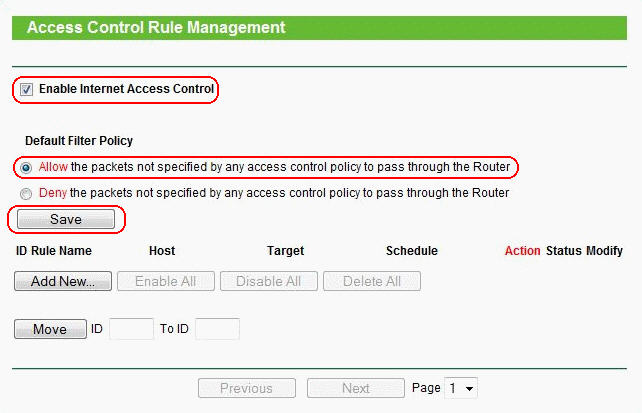 Access Control Rule Management
Enable Internet Access Control
Default Filter Policy
Allow the packets not specified by any access control policy to pass through the Router
Deny the packets not specified by any access control policy to pass through the Router
Save
ID Rule Name Host Target Schedule Action Status Modify
Add New... Enable All Disable All Delete All
Move ID To ID
Previous Next Page 1